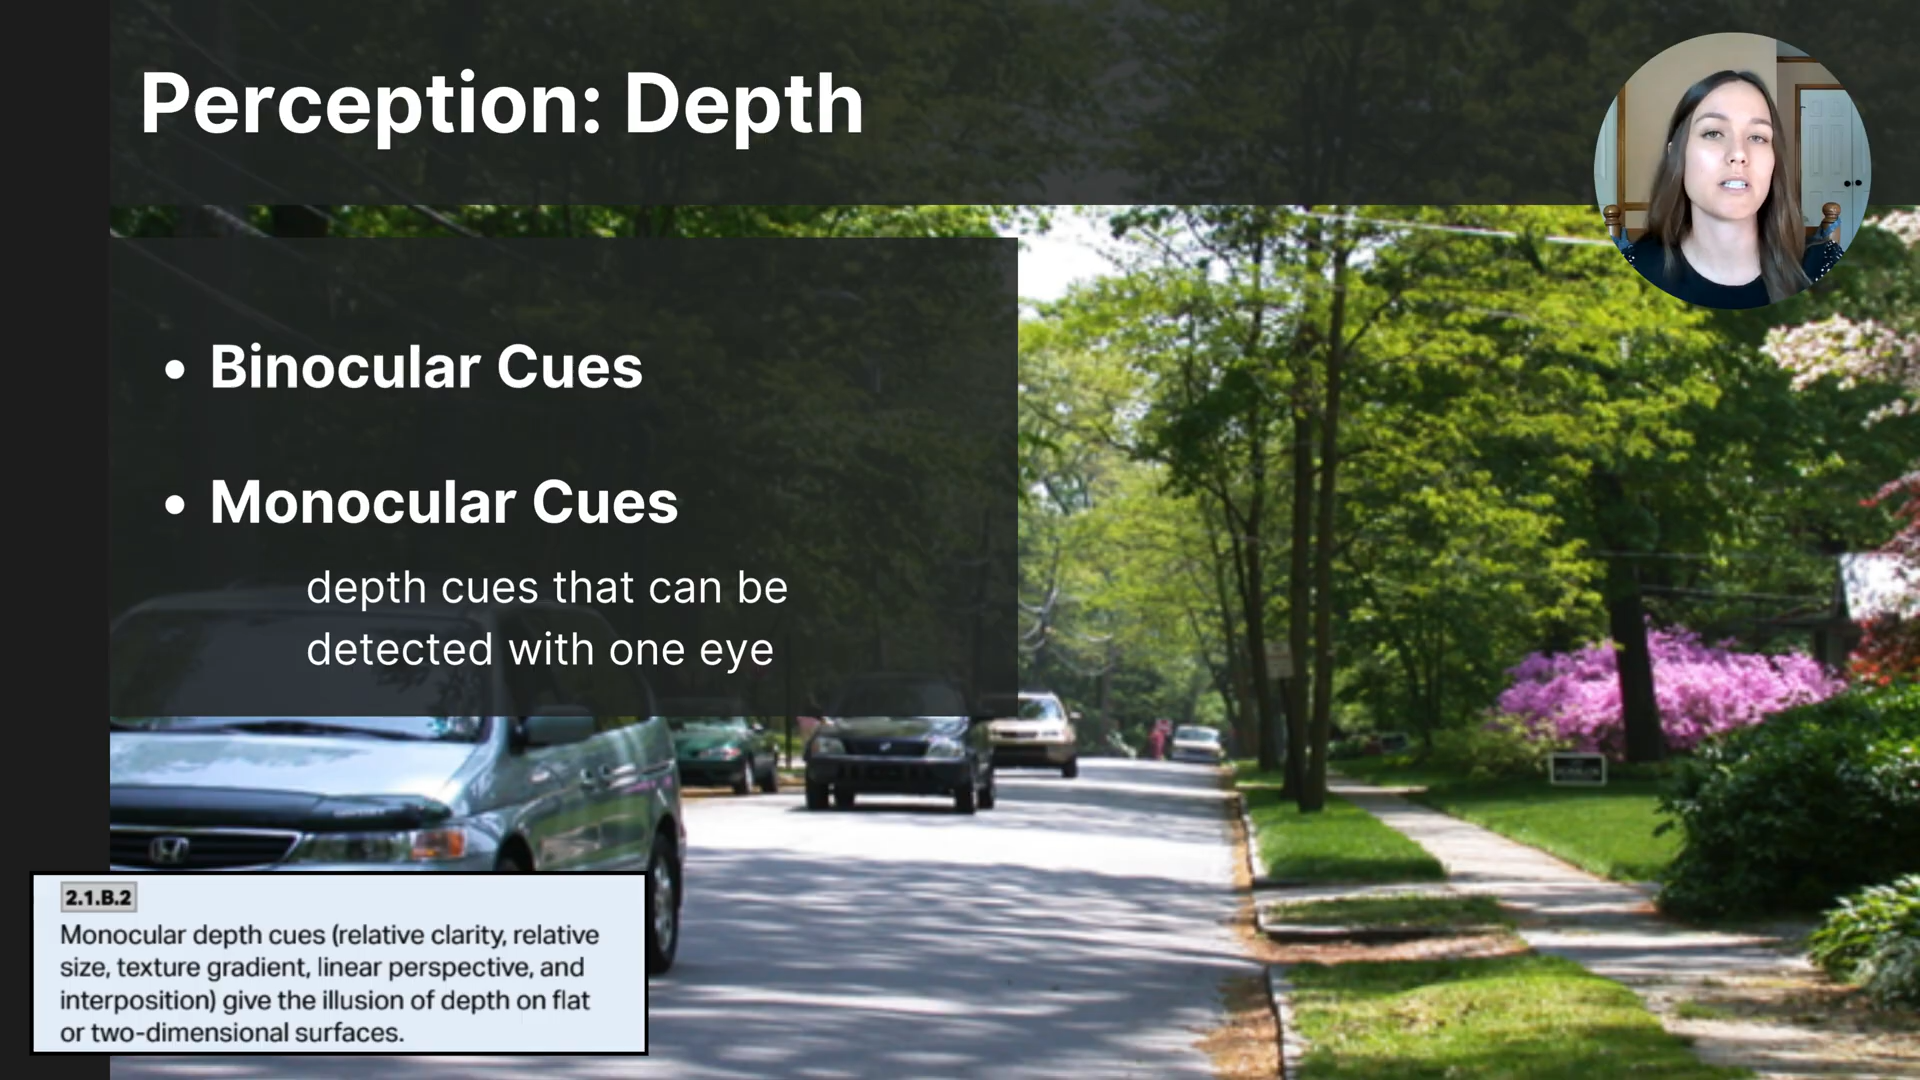 Perception: Depth
• Binocular Cues
• Monocular Cues
depth cues that can be
detected with one eye
2.1.B.2
Monocular depth cues (relative clarity, relative
size, texture gradient, linear perspective, and
interposition) give the illusion of depth on flat
or two-dimensional surfaces.